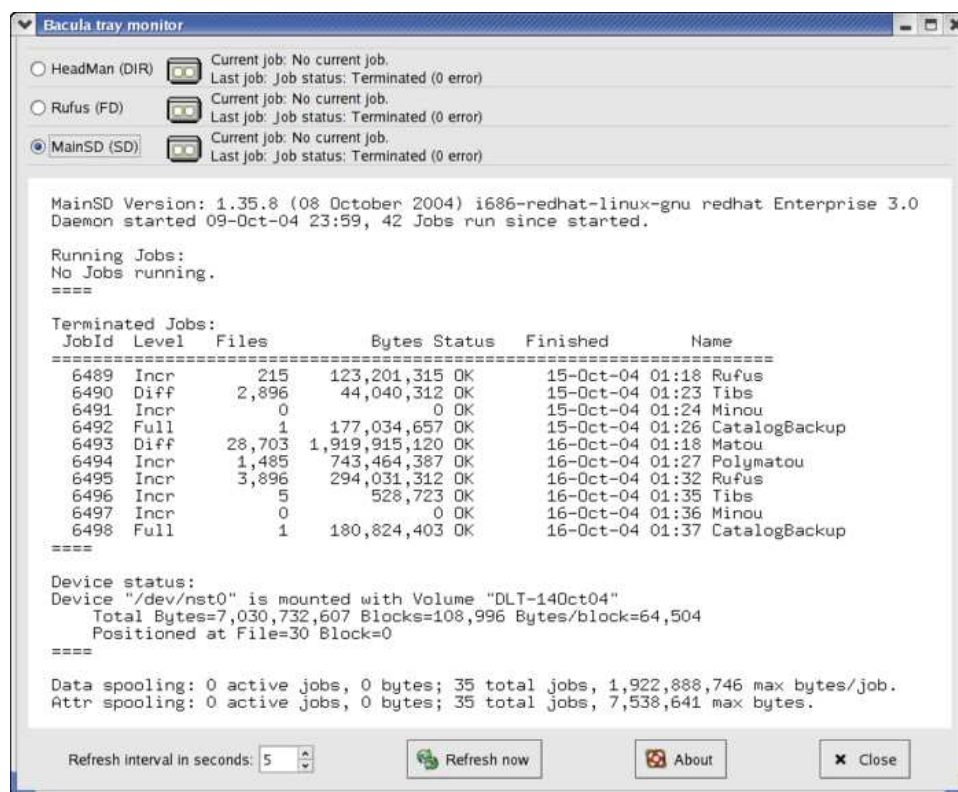 Bacula tray monitor
HeadMan (DIR)
Current job: No current job.
Last job: Job status: Terminated (0 error)
Rufus (FD)
Current job: No current job.
Last job: Job status: Terminated (0 error)
MainSD (SD)
Current job: No current job.
Last job: Job status: Terminated (0 error)
MainSD Version: 1.35.8 (08 October 2004) i686-redhat-linux-gnu redhat Enterprise 3.0
Daemon started 09-Oct-04 23:59, 42 Jobs run since started.
Running Jobs:
No Jobs running.
====
Terminated Jobs:
JobId Level Files Bytes Status Finished Name
======================================================================
6489 Incr 215 123,201,315 OK 15-Oct-04 01:18 Rufus
6490 Diff 2,896 44,040,312 OK 15-Oct-04 01:23 Tibs
6491 Incr 0 0 OK 15-Oct-04 01:24 Minou
6492 Full 1 177,034,657 OK 15-Oct-04 01:26 CatalogBackup
6493 Diff 28,703 1,919,915,120 OK 16-Oct-04 01:18 Matou
6494 Incr 1,485 743,464,387 OK 16-Oct-04 01:27 Polymatou
6495 Incr 3,896 294,031,312 OK 16-Oct-04 01:32 Rufus
6496 Incr 5 528,723 OK 16-Oct-04 01:35 Tibs
6497 Incr 0 0 OK 16-Oct-04 01:36 Minou
6498 Full 1 180,824,403 OK 16-Oct-04 01:37 CatalogBackup
====
Device status:
Device "/dev/nst0" is mounted with Volume "DLT-14Oct04"
Total Bytes=7,030,732,607 Blocks=108,996 Bytes/block=64,504
Positioned at File=30 Block=0
====
Data spooling: 0 active jobs, 0 bytes; 35 total jobs, 1,922,888,746 max bytes/job.
Attr spooling: 0 active jobs, 0 bytes; 35 total jobs, 7,538,641 max bytes.
Refresh interval in seconds: 5
Refresh now
About
Close